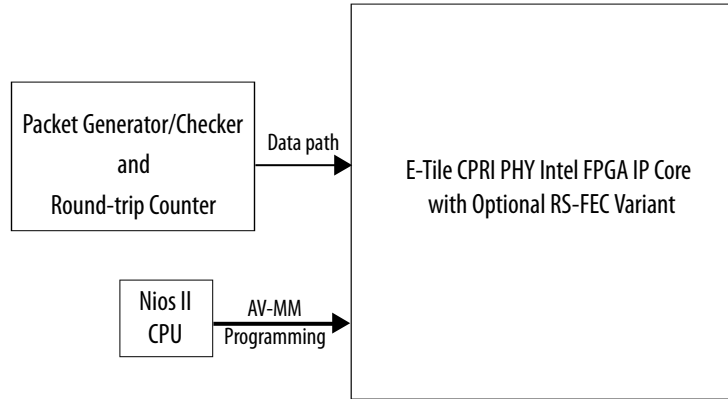 Packet Generator/Checker
and
Round-trip Counter
Data path
E-Tile CPRI PHY Intel FPGA IP Core
with Optional RS-FEC Variant
Nios II
CPU
AV-MM
Programming